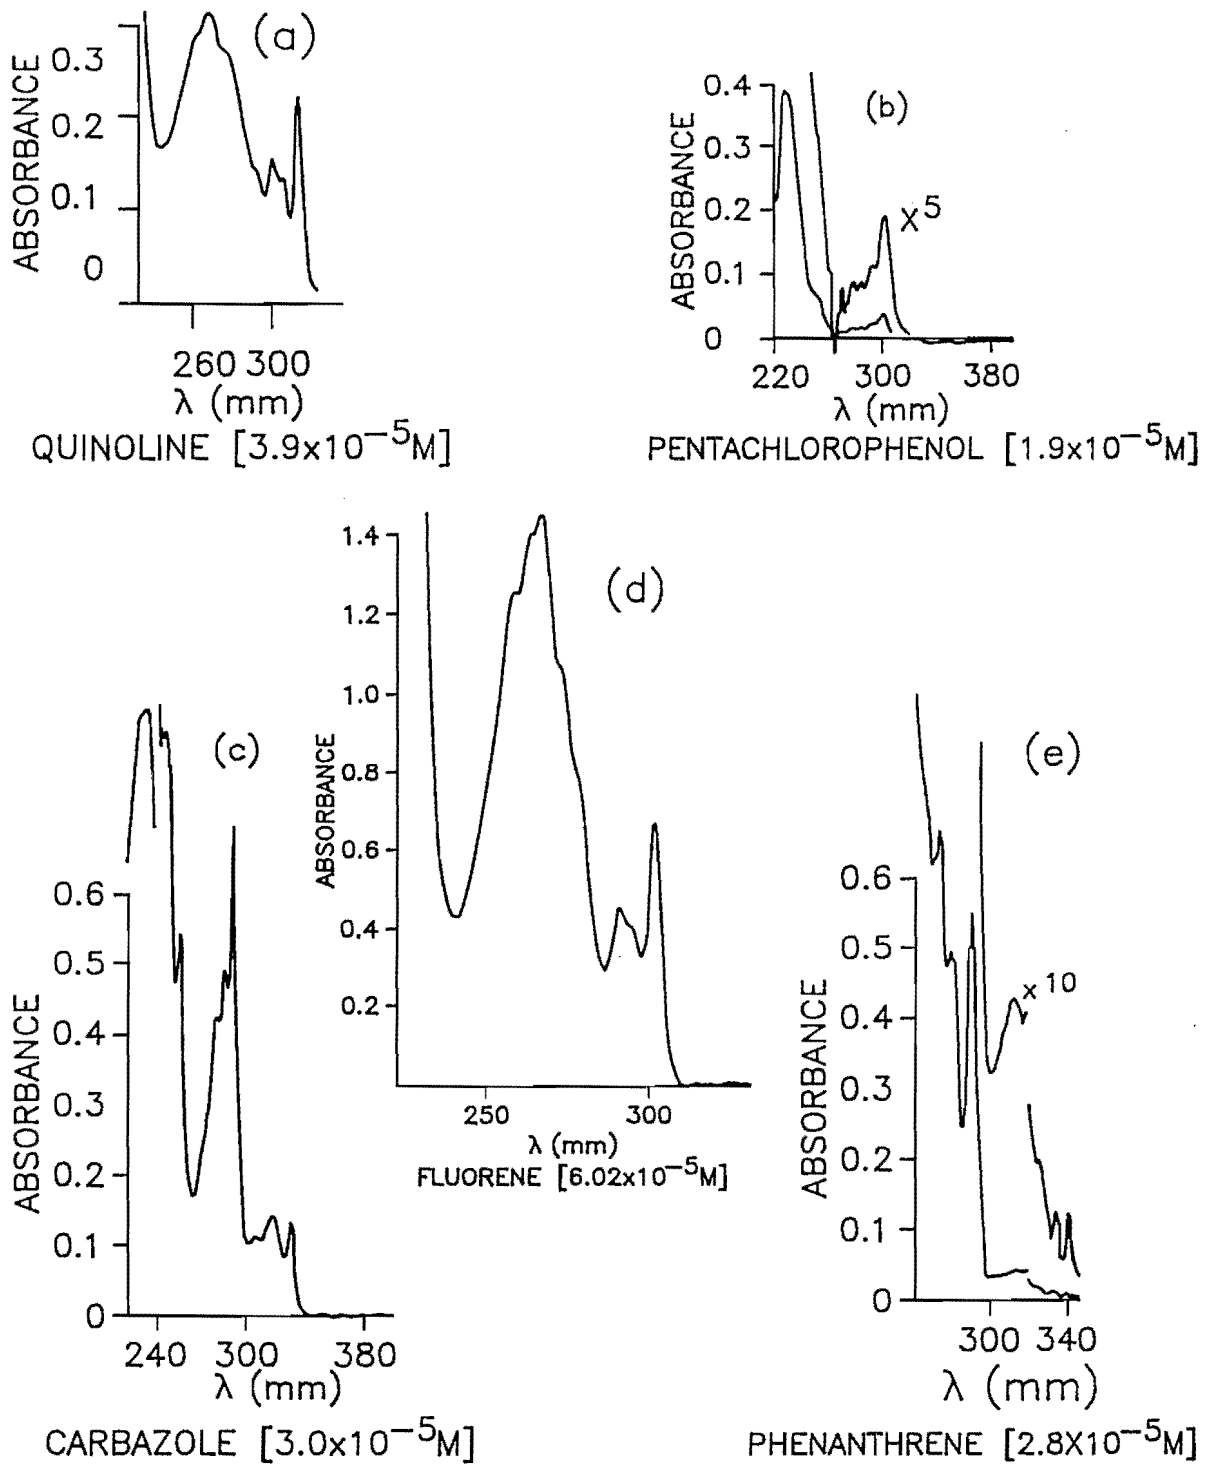 (a)
ABSORBANCE
0.3
0.2
0.1
0
260 300
λ (mm)
QUINOLINE [3.9x10⁻⁵M]
(b)
ABSORBANCE
0.4
0.3
0.2
0.1
0
X⁵
220 300 380
λ (mm)
PENTACHLOROPHENOL [1.9x10⁻⁵M]
(c)
ABSORBANCE
0.6
0.5
0.4
0.3
0.2
0.1
0
240 300 380
λ (mm)
CARBAZOLE [3.0x10⁻⁵M]
(d)
ABSORBANCE
1.4
1.2
1.0
0.8
0.6
0.4
0.2
250 300
λ (mm)
FLUORENE [6.02x10⁻⁵M]
(e)
ABSORBANCE
0.6
0.5
0.4
0.3
0.2
0.1
0
x¹⁰
300 340
λ (mm)
PHENANTHRENE [2.8X10⁻⁵M]